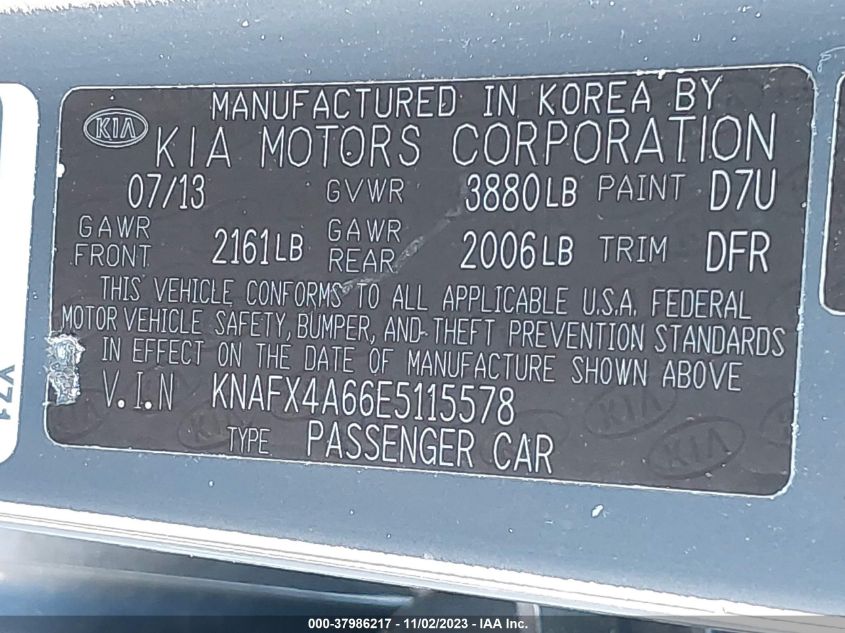 MANUFACTURED IN KOREA BY
KIA KIA MOTORS CORPORATION
07/13 GVWR 3880LB PAINT D7U
GAWR FRONT 2161LB GAWR REAR 2006LB TRIM DFR
THIS VEHICLE CONFORMS TO ALL APPLICABLE U.S.A. FEDERAL
MOTOR VEHICLE SAFETY, BUMPER, AND THEFT PREVENTION STANDARDS
IN EFFECT ON THE DATE OF MANUFACTURE SHOWN ABOVE
V.I.N KNAFX4A66E5115578
TYPE PASSENGER CAR
KIA
KIA
Y71
000-37986217 - 11/02/2023 - IAA Inc.